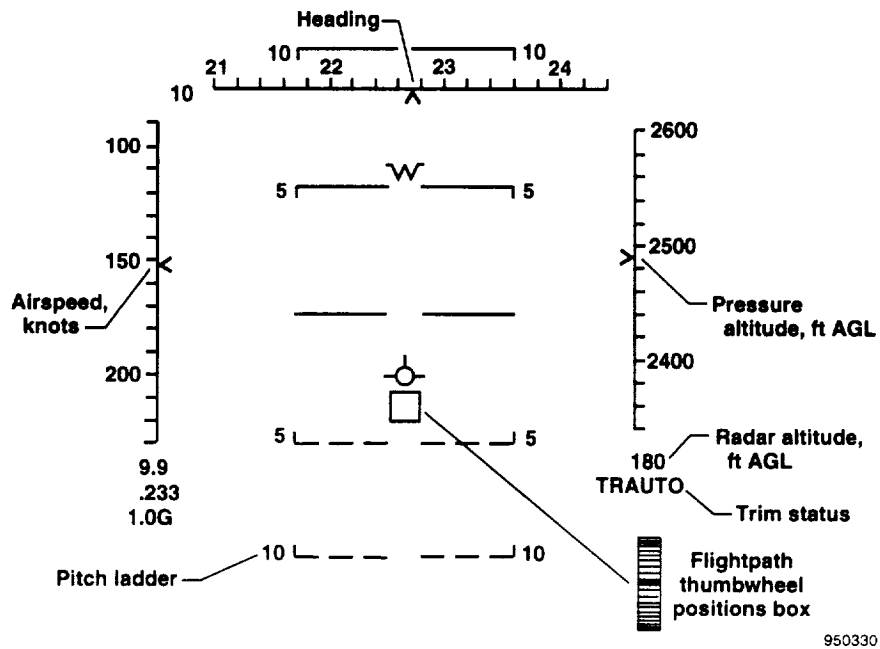 Heading
10 10
21 22 23 24
10
100
150
200
Airspeed,
knots
5 5
2600
2500
2400
Pressure
altitude, ft AGL
5 5
9.9
.233
1.0G
Radar altitude,
ft AGL
180
TRAUTO
Trim status
10 10
Pitch ladder
Flightpath
thumbwheel
positions box
950330